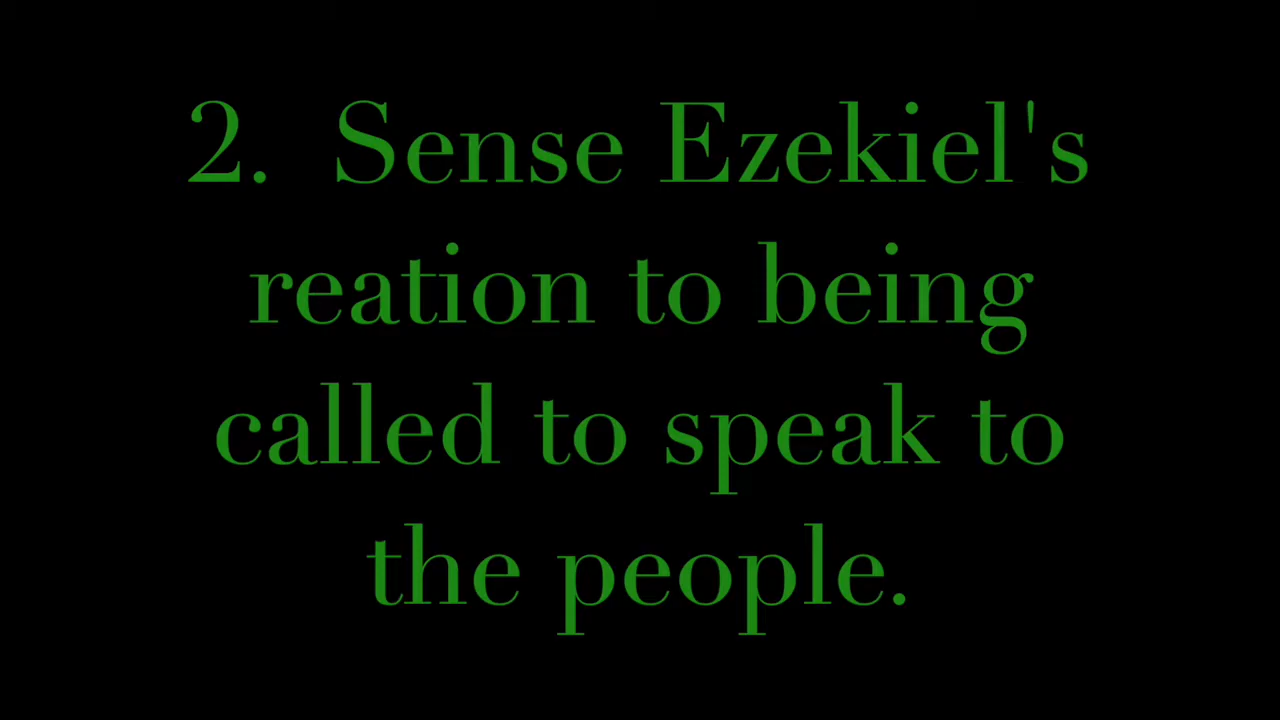 2.  Sense Ezekiel's
reation to being
called to speak to
the people.